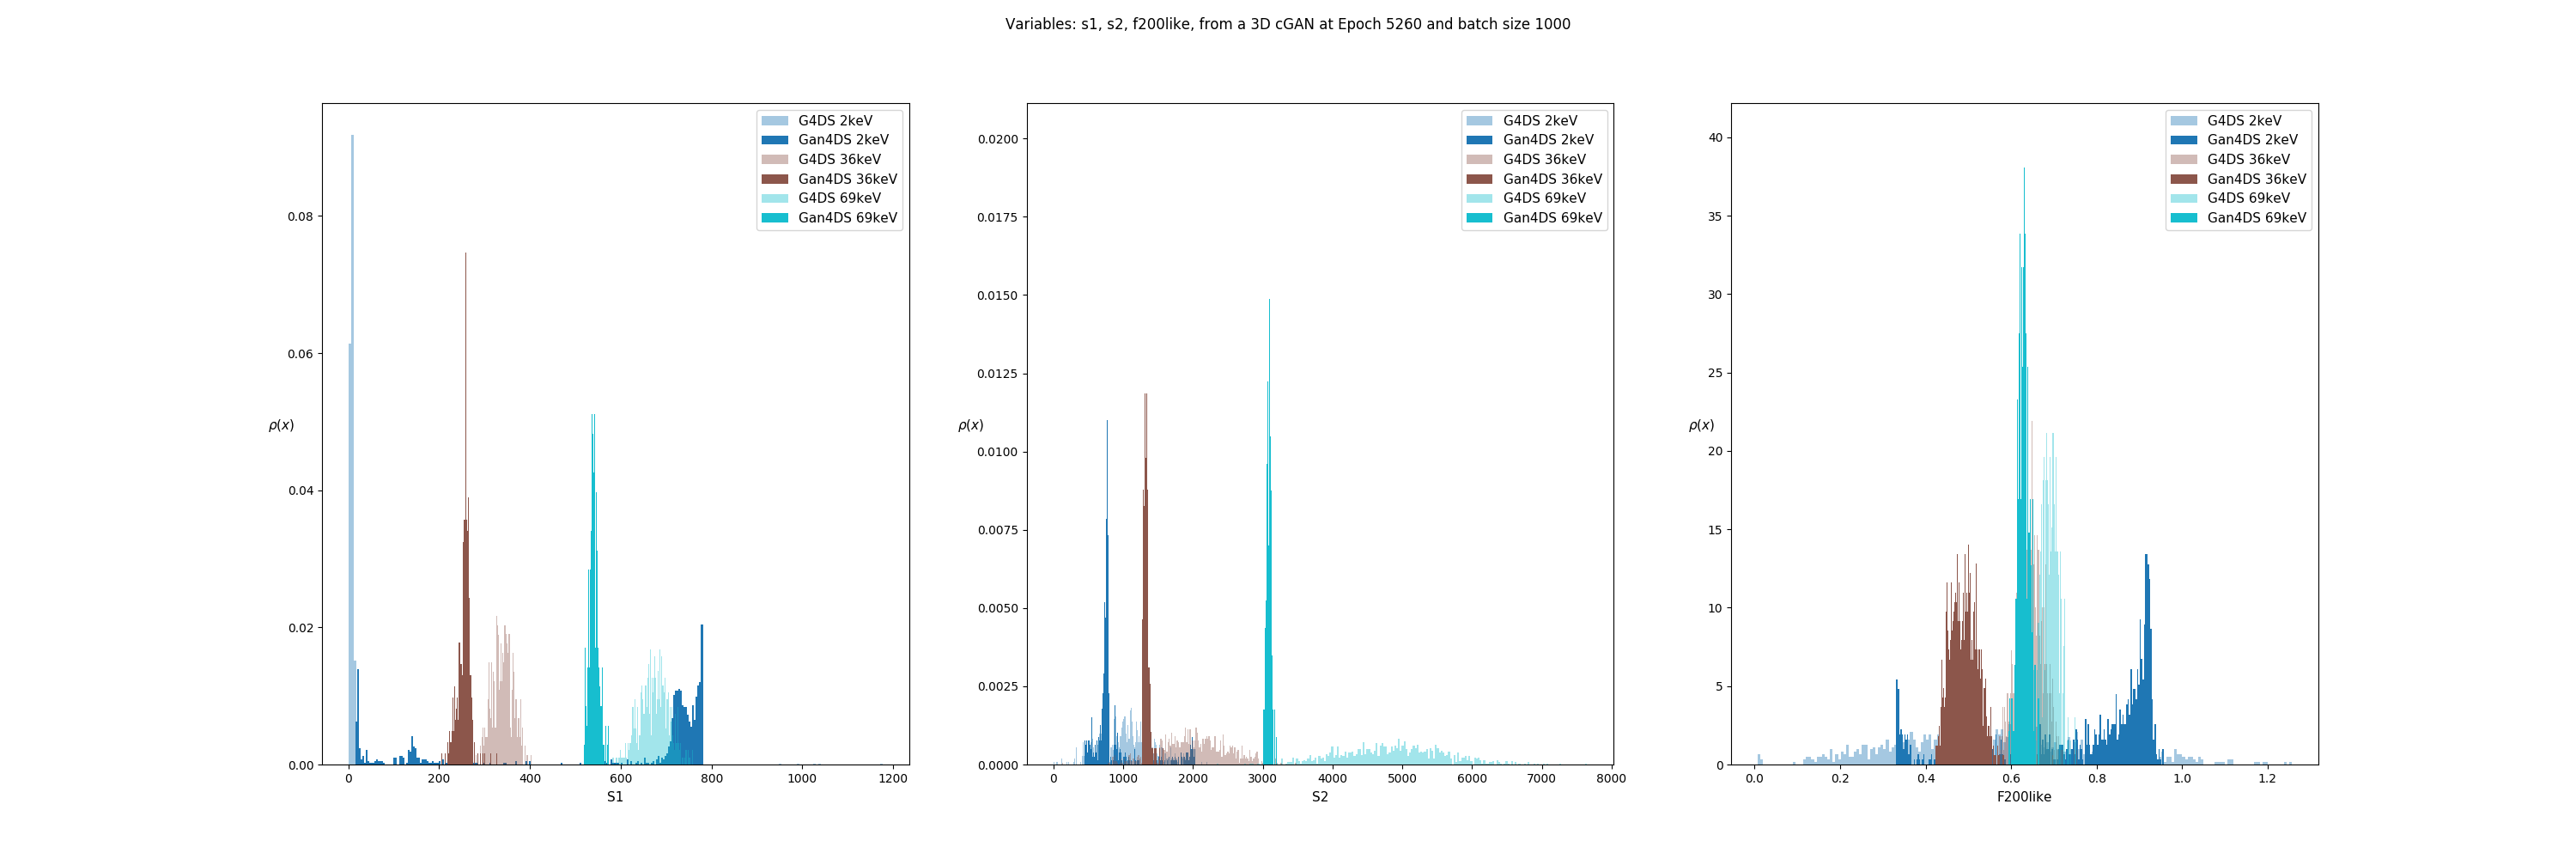 Variables: s1, s2, f200like, from a 3D cGAN at Epoch 5260 and batch size 1000
G4DS 2keV
Gan4DS 2keV
G4DS 36keV
Gan4DS 36keV
G4DS 69keV
Gan4DS 69keV
0.08
0.06
0.04
0.02
0.00
ρ(x)
0 200 400 600 800 1000 1200
S1
G4DS 2keV
Gan4DS 2keV
G4DS 36keV
Gan4DS 36keV
G4DS 69keV
Gan4DS 69keV
0.0200
0.0175
0.0150
0.0125
0.0100
0.0075
0.0050
0.0025
0.0000
ρ(x)
0 1000 2000 3000 4000 5000 6000 7000 8000
S2
G4DS 2keV
Gan4DS 2keV
G4DS 36keV
Gan4DS 36keV
G4DS 69keV
Gan4DS 69keV
40
35
30
25
20
15
10
5
0
ρ(x)
0.0 0.2 0.4 0.6 0.8 1.0 1.2
F200like